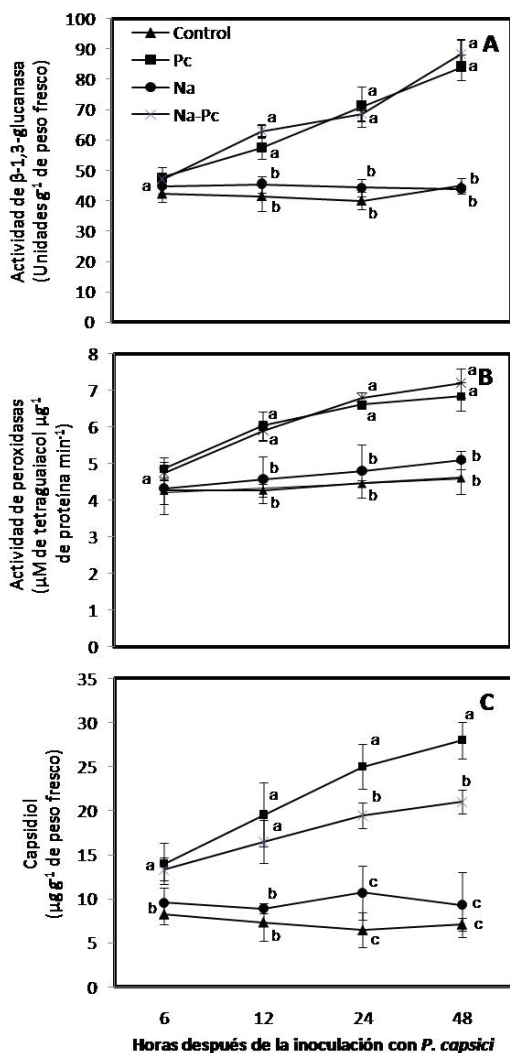 Control
Pc
Na
Na-Pc
A
Actividad de β-1,3-glucanasa
(Unidades g⁻¹ de peso fresco)
100
90
80
70
60
50
40
30
20
10
0
a
a
a
a
a
a
a
b
b
b
b
b
b
B
Actividad de peroxidasas
(µM de tetraguaiacol µg⁻¹
de proteína min⁻¹)
8
7
6
5
4
3
2
1
0
a
a
a
a
a
a
a
b
b
b
b
b
b
C
Capsidiol
(µg g⁻¹ de peso fresco)
35
30
25
20
15
10
5
0
a
b
a
a
b
b
a
b
c
c
a
b
c
c
6 12 24 48
Horas después de la inoculación con P. capsici